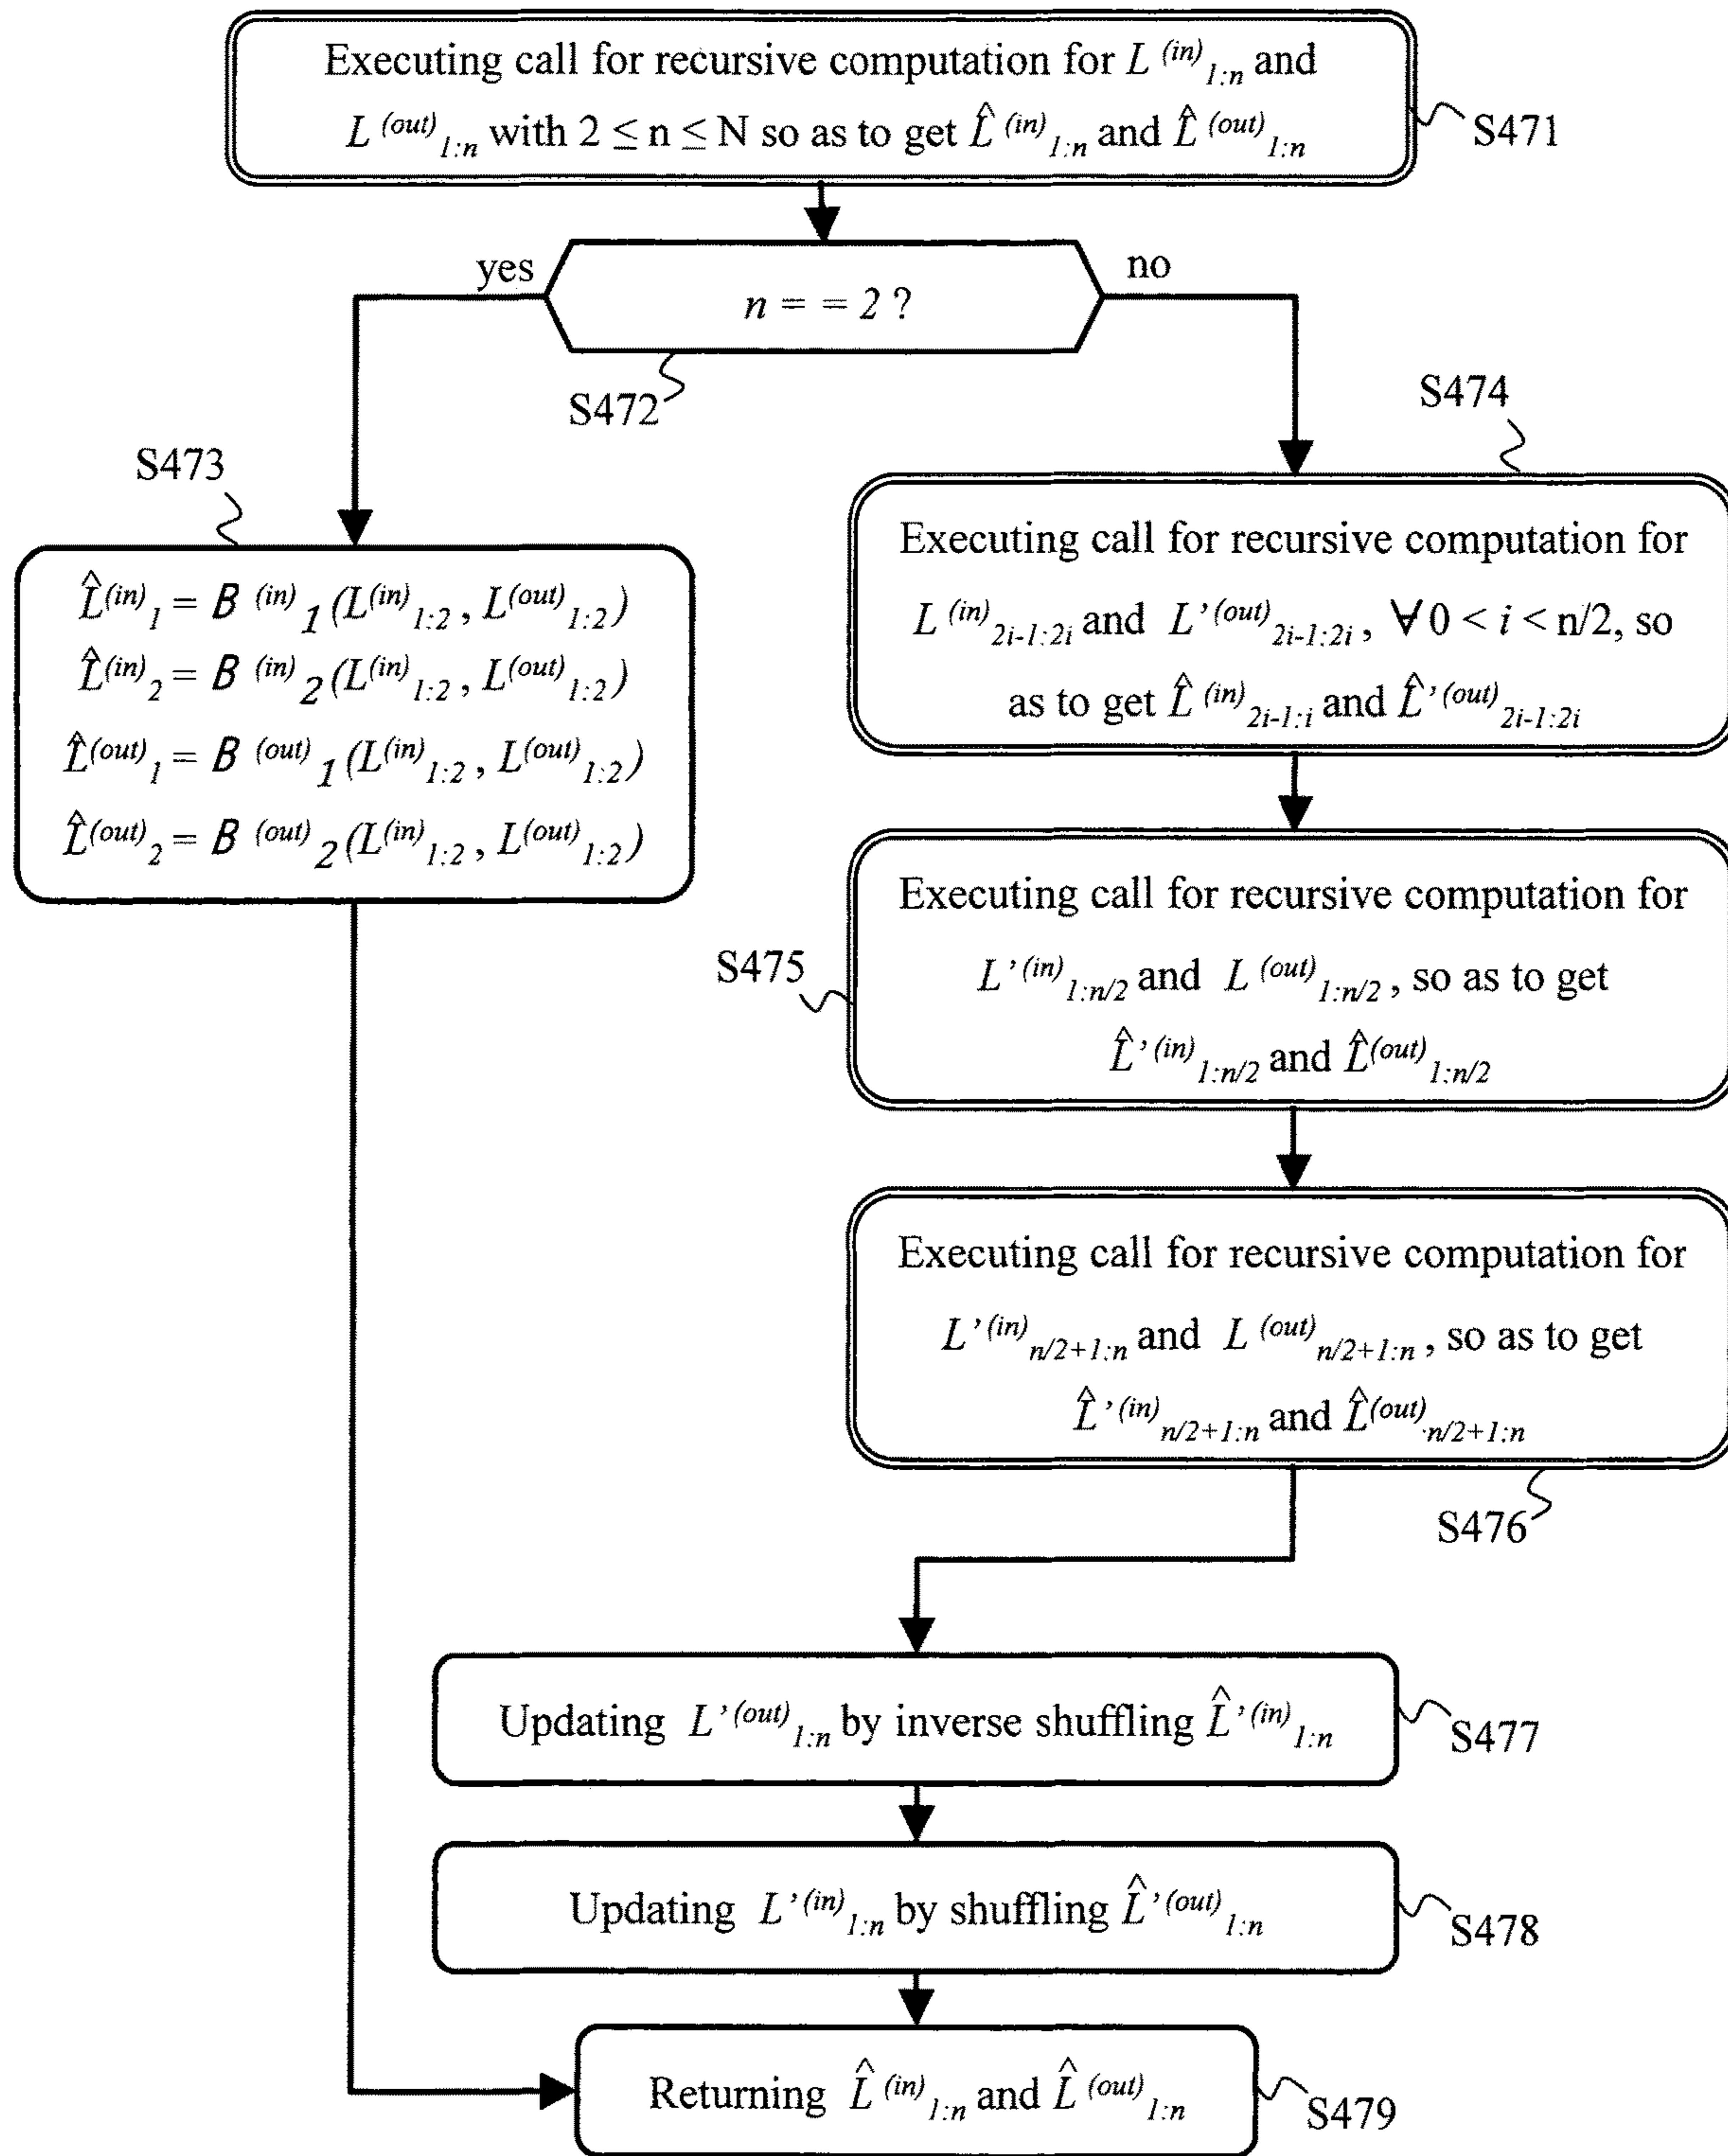 Executing call for recursive computation for L^(in)_1:n and
L^(out)_1:n with 2 ≤ n ≤ N so as to get L̂^(in)_1:n and L̂^(out)_1:n
S471
yes
no
n = = 2 ?
S472
S474
S473
L̂^(in)_1 = B^(in)_1(L^(in)_1:2 , L^(out)_1:2)
L̂^(in)_2 = B^(in)_2(L^(in)_1:2 , L^(out)_1:2)
L̂^(out)_1 = B^(out)_1(L^(in)_1:2 , L^(out)_1:2)
L̂^(out)_2 = B^(out)_2(L^(in)_1:2 , L^(out)_1:2)
Executing call for recursive computation for
L^(in)_2i-1:2i and L'^(out)_2i-1:2i, ∀ 0 < i < n/2, so
as to get L̂^(in)_2i-1:i and L̂'^(out)_2i-1:2i
Executing call for recursive computation for
L'^(in)_1:n/2 and L^(out)_1:n/2 , so as to get
L̂'^(in)_1:n/2 and L̂^(out)_1:n/2
S475
Executing call for recursive computation for
L'^(in)_n/2+1:n and L^(out)_n/2+1:n , so as to get
L̂'^(in)_n/2+1:n and L̂^(out)_n/2+1:n
S476
Updating L'^(out)_1:n by inverse shuffling L̂'^(in)_1:n
S477
Updating L'^(in)_1:n by shuffling L̂'^(out)_1:n
S478
Returning L̂^(in)_1:n and L̂^(out)_1:n
S479